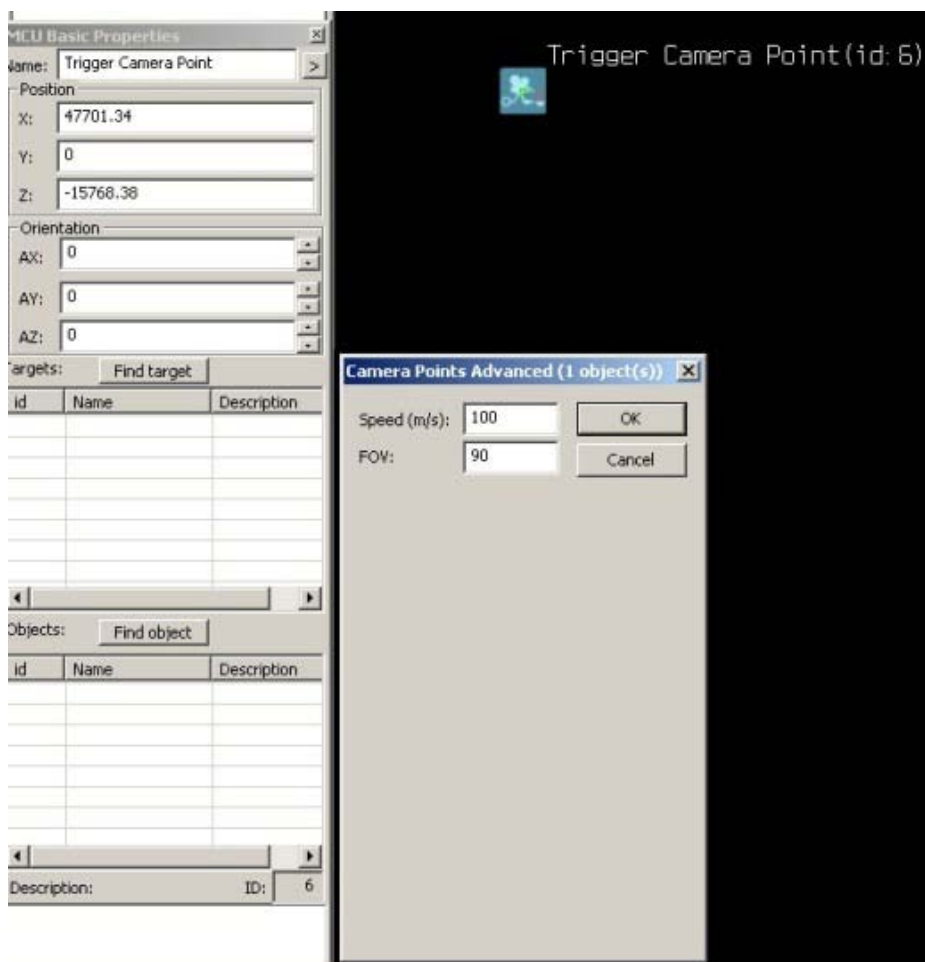 MCU Basic Properties
Name: Trigger Camera Point >
Position
X: 47701.34
Y: 0
Z: -15768.38
Orientation
AX: 0
AY: 0
AZ: 0
Targets: Find target
id Name Description
Objects: Find object
id Name Description
Description: ID: 6
Trigger Camera Point(id:6)
Camera Points Advanced (1 object(s))
Speed (m/s): 100 OK
FOV: 90 Cancel